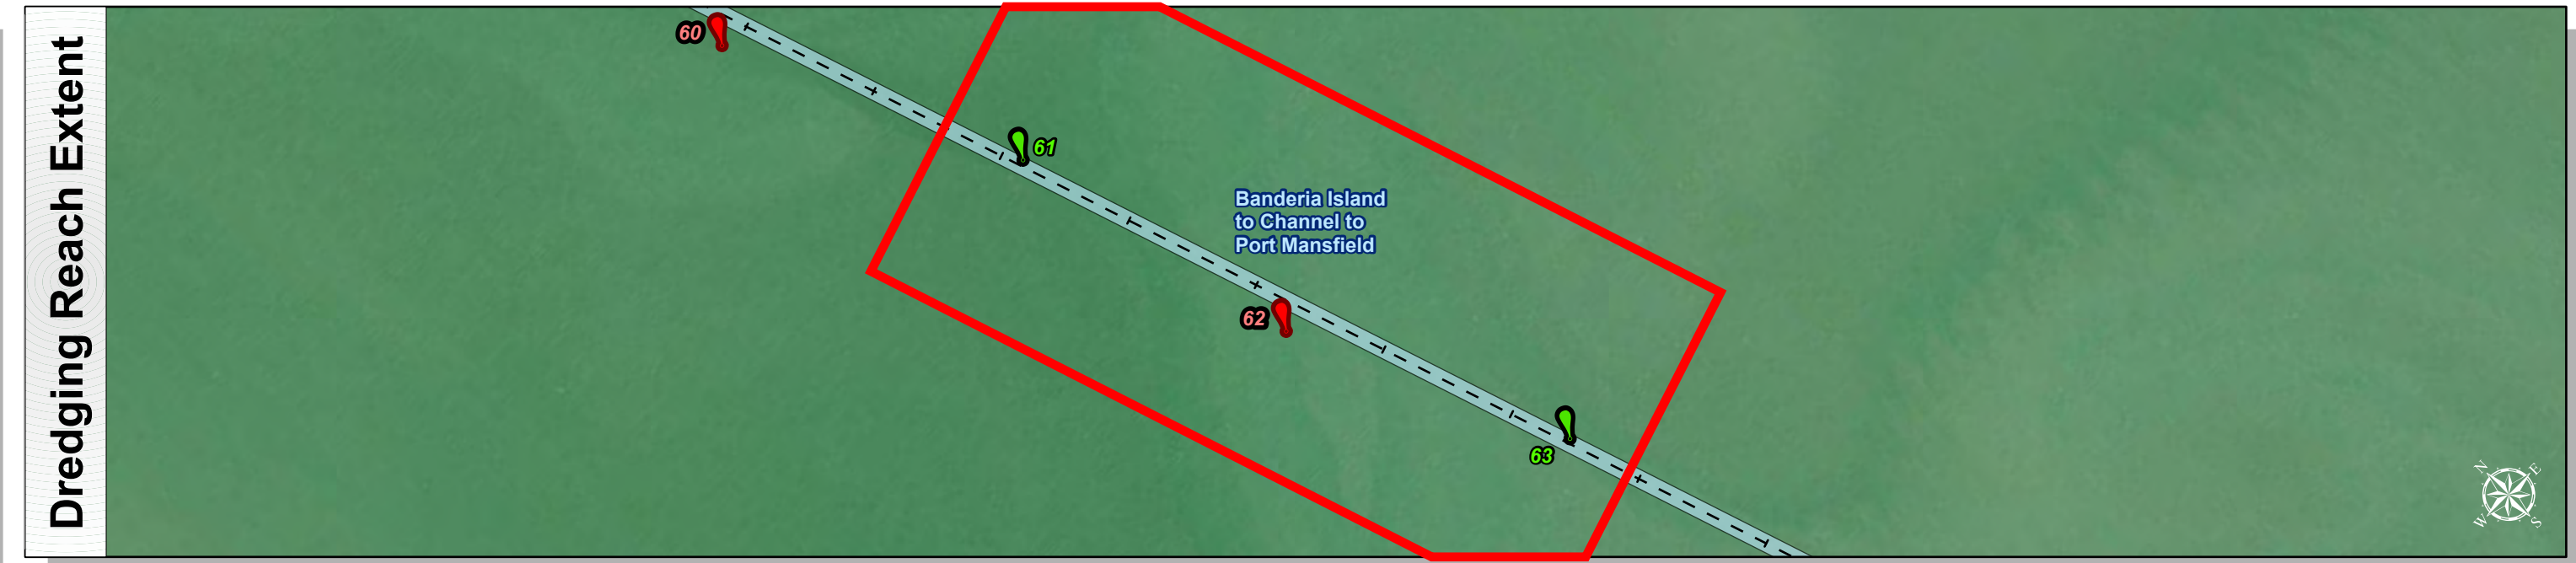 Dredging Reach Extent
60
61
Banderia Island
to Channel to
Port Mansfield
62
63
N
E
W
S